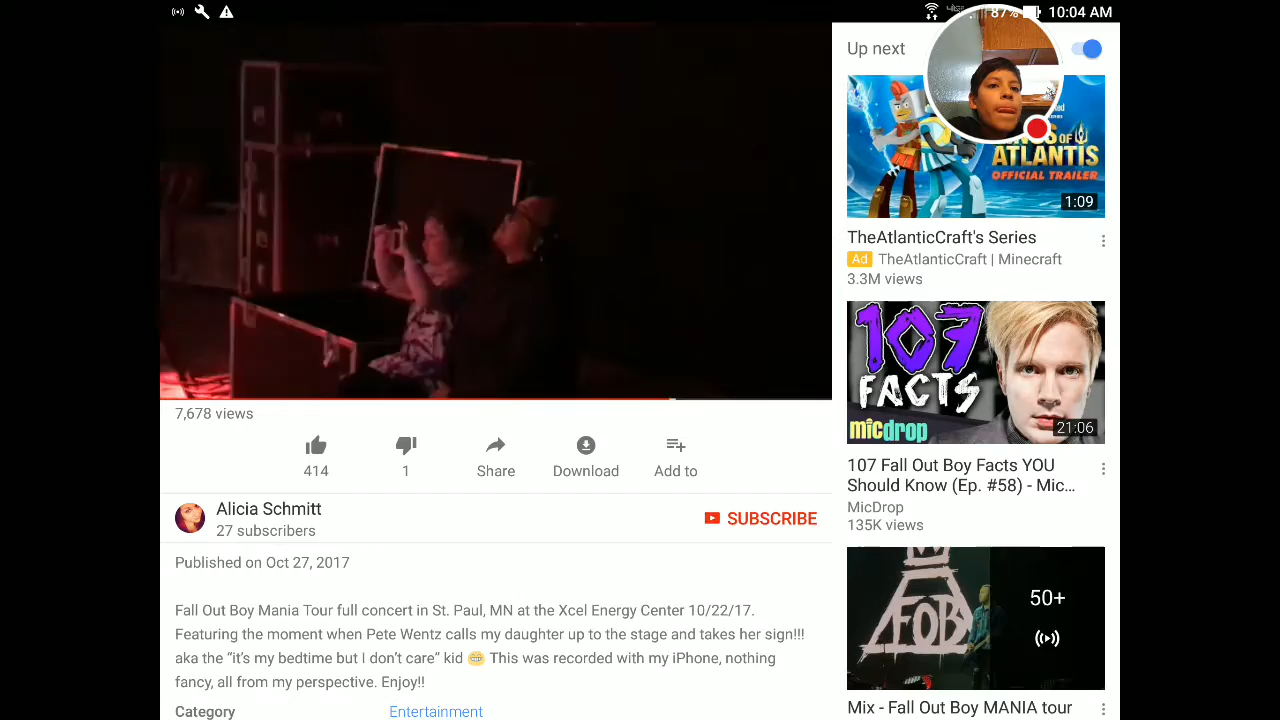 87% 10:04 AM
Up next
OF
ATLANTIS
OFFICIAL TRAILER
1:09
TheAtlanticCraft's Series
Ad TheAtlanticCraft | Minecraft
3.3M views
107
FACTS
micdrop
21:06
107 Fall Out Boy Facts YOU
Should Know (Ep. #58) - Mic...
MicDrop
135K views
FOB
50+
Mix - Fall Out Boy MANIA tour
7,678 views
414
1
Share
Download
Add to
Alicia Schmitt
27 subscribers
SUBSCRIBE
Published on Oct 27, 2017
Fall Out Boy Mania Tour full concert in St. Paul, MN at the Xcel Energy Center 10/22/17.
Featuring the moment when Pete Wentz calls my daughter up to the stage and takes her sign!!!
aka the “it's my bedtime but I don't care” kid 😁 This was recorded with my iPhone, nothing
fancy, all from my perspective. Enjoy!!
Category Entertainment